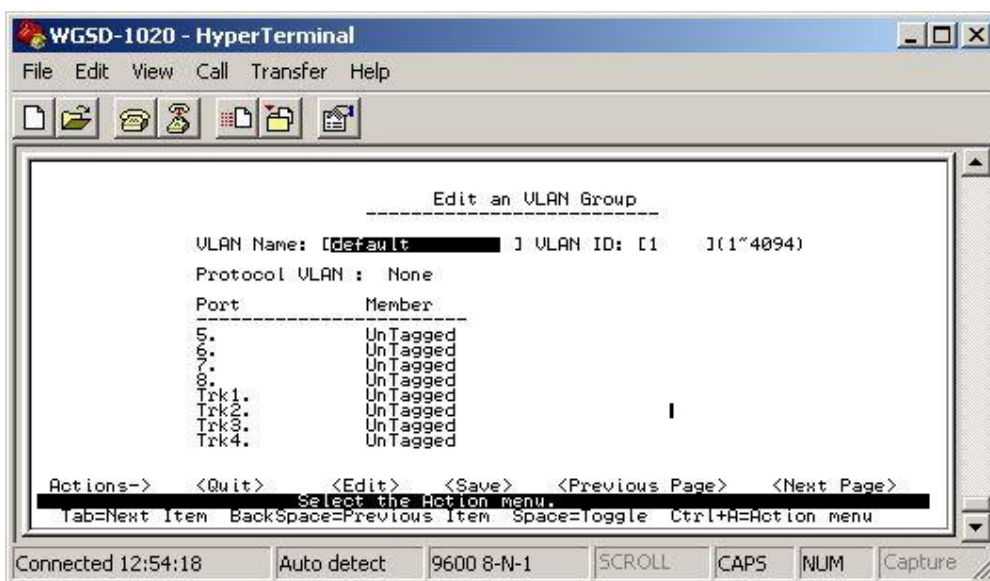 WGSD-1020 - HyperTerminal
File Edit View Call Transfer Help
Edit an VLAN Group
VLAN Name: [default ] VLAN ID: [1 ](1~4094)
Protocol VLAN : None
Port Member
5. UnTagged
6. UnTagged
7. UnTagged
8. UnTagged
Trk1. UnTagged
Trk2. UnTagged
Trk3. UnTagged
Trk4. UnTagged
Actions-> <Quit> <Edit> <Save> <Previous Page> <Next Page>
Select the Action menu.
Tab=Next Item BackSpace=Previous Item Space=Toggle Ctrl+A=Action menu
Connected 12:54:18 Auto detect 9600 8-N-1 SCROLL CAPS NUM Capture